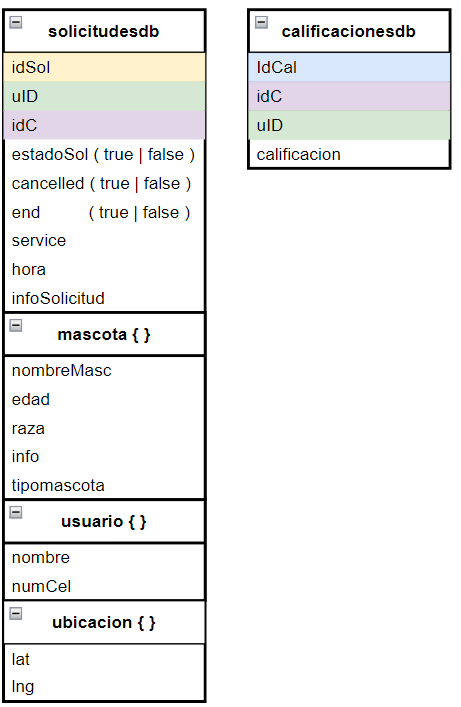 solicitudesdb
idSol
uID
idC
estadoSol ( true | false )
cancelled ( true | false )
end ( true | false )
service
hora
infoSolicitud
mascota { }
nombreMasc
edad
raza
info
tipomascota
usuario { }
nombre
numCel
ubicacion { }
lat
lng
calificacionesdb
IdCal
idC
uID
calificacion